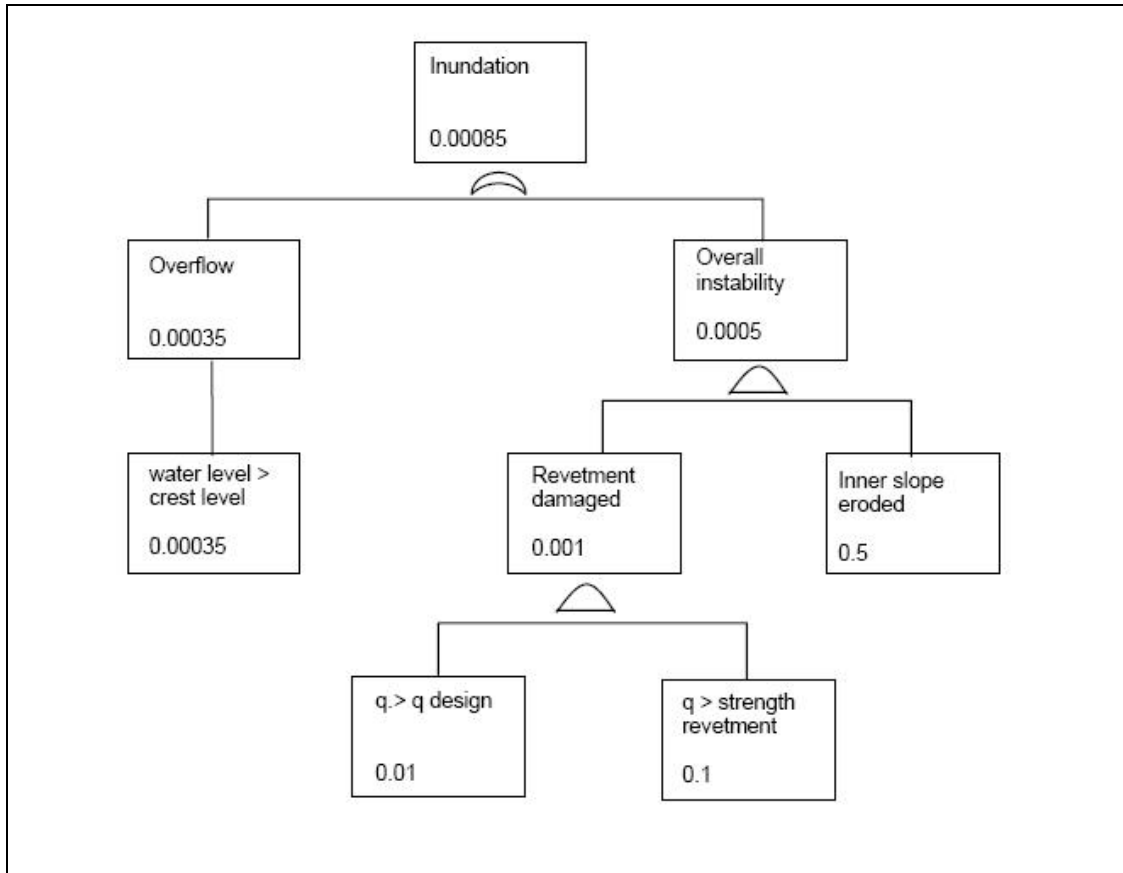 Inundation
0.00085
Overflow
0.00035
Overall
instability
0.0005
water level >
crest level
0.00035
Revetment
damaged
0.001
Inner slope
eroded
0.5
q.> q design
0.01
q > strength
revetment
0.1